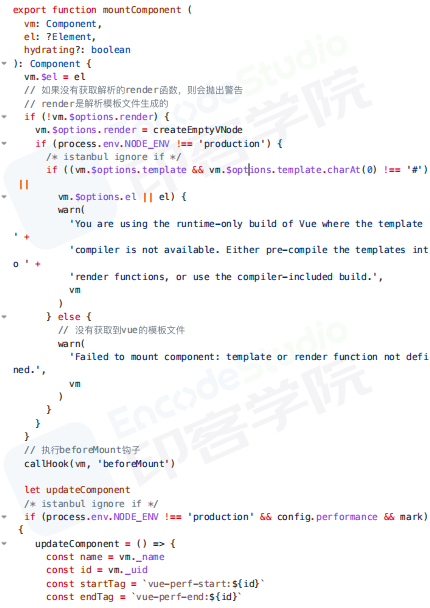 export function mountComponent (
  vm: Component,
  el: ?Element,
  hydrating?: boolean
): Component {
  vm.$el = el
  // 如果没有获取解析的render函数，则会抛出警告
  // render是解析模板文件生成的
  if (!vm.$options.render) {
    vm.$options.render = createEmptyVNode
    if (process.env.NODE_ENV !== 'production') {
      /* istanbul ignore if */
      if ((vm.$options.template && vm.$options.template.charAt(0) !== '#')
 ||
        vm.$options.el || el) {
        warn(
          'You are using the runtime-only build of Vue where the template
' +
          'compiler is not available. Either pre-compile the templates int
o ' +
          'render functions, or use the compiler-included build.',
          vm
        )
      } else {
        // 没有获取到vue的模板文件
        warn(
          'Failed to mount component: template or render function not defi
ned.',
          vm
        )
      }
    }
  }
  // 执行beforeMount钩子
  callHook(vm, 'beforeMount')

  let updateComponent
  /* istanbul ignore if */
  if (process.env.NODE_ENV !== 'production' && config.performance && mark)
 {
    updateComponent = () => {
      const name = vm._name
      const id = vm._uid
      const startTag = `vue-perf-start:${id}`
      const endTag = `vue-perf-end:${id}`
EncodeStudio
印客学院
EncodeStudio
印客学院